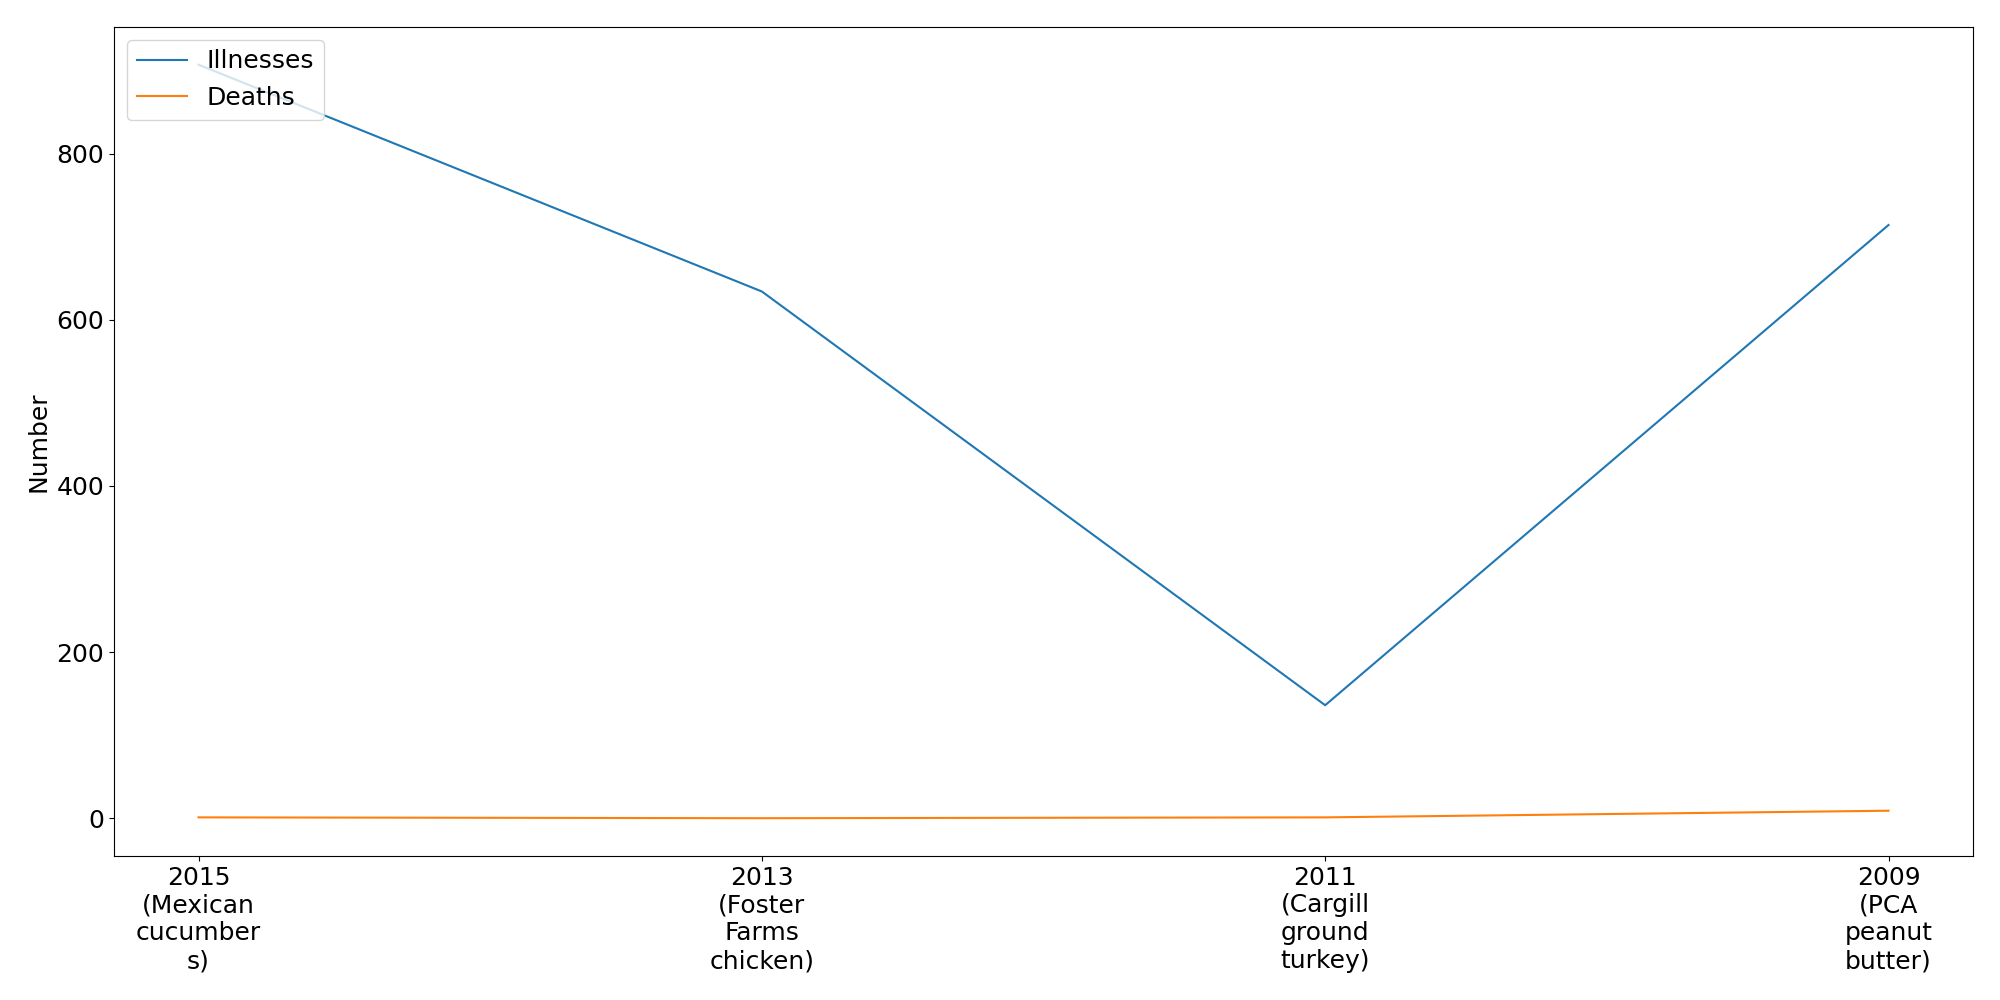 Illnesses
Deaths
Number
800
600
400
200
0
2015
(Mexican
cucumber
s)
2013
(Foster
Farms
chicken)
2011
(Cargill
ground
turkey)
2009
(PCA
peanut
butter)